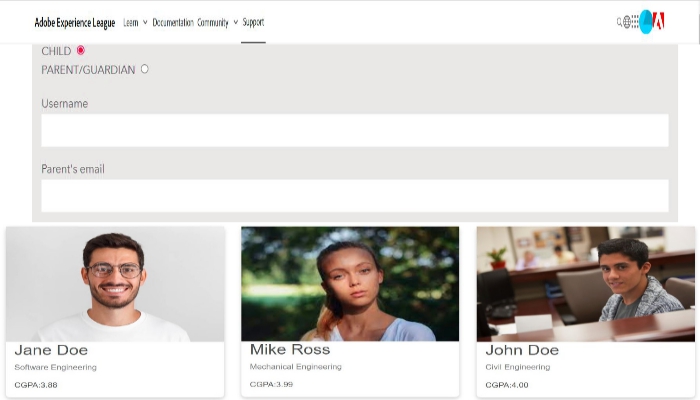 Adobe Experience League Learn Documentation Community Support
CHILD
PARENT/GUARDIAN
Username
Parent's email
Jane Doe
Software Engineering
CGPA:3.88
Mike Ross
Mechanical Engineering
CGPA:3.99
John Doe
Civil Engineering
CGPA:4.00